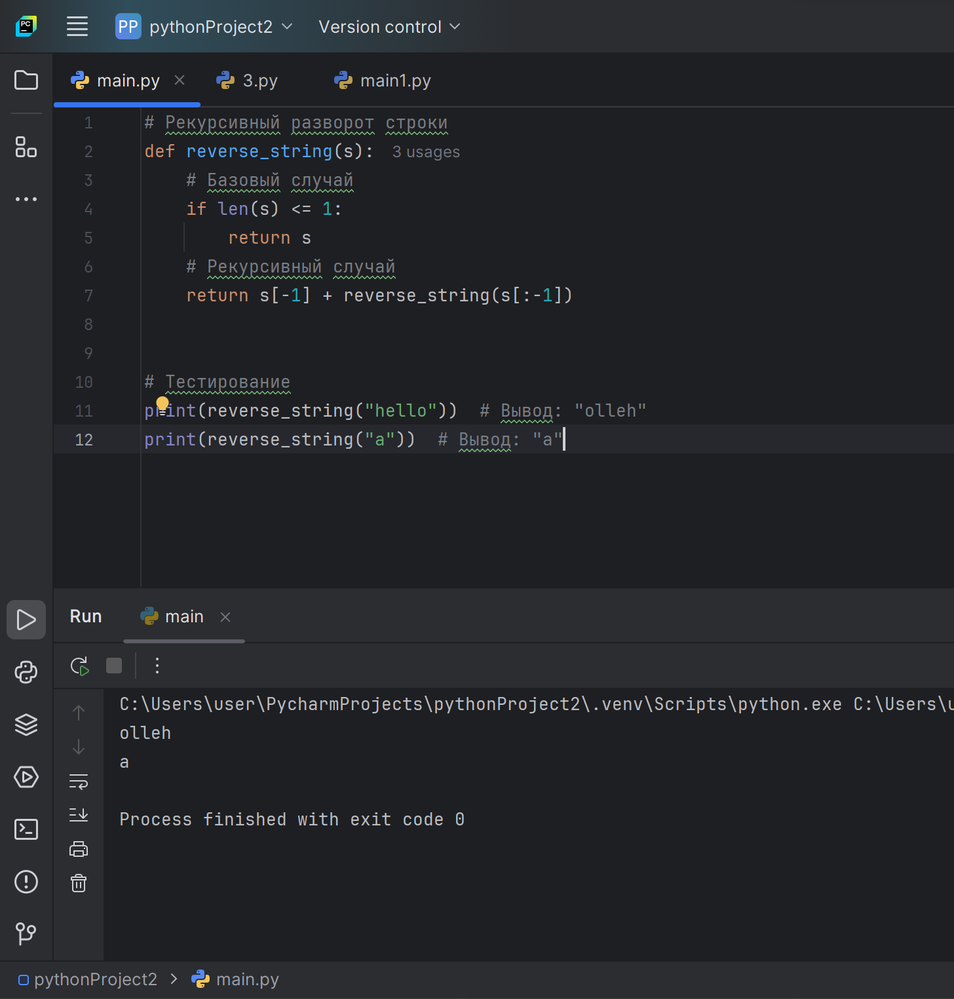 PC
PP pythonProject2 Version control
main.py 3.py main1.py
1 # Рекурсивный разворот строки
2 def reverse_string(s): 3 usages
3 # Базовый случай
4 if len(s) <= 1:
5 return s
6 # Рекурсивный случай
7 return s[-1] + reverse_string(s[:-1])
8
9
10 # Тестирование
11 print(reverse_string("hello")) # Вывод: "olleh"
12 print(reverse_string("a")) # Вывод: "a"
Run main
C:\Users\user\PycharmProjects\pythonProject2\.venv\Scripts\python.exe C:\Users\u
olleh
a
Process finished with exit code 0
pythonProject2 > main.py